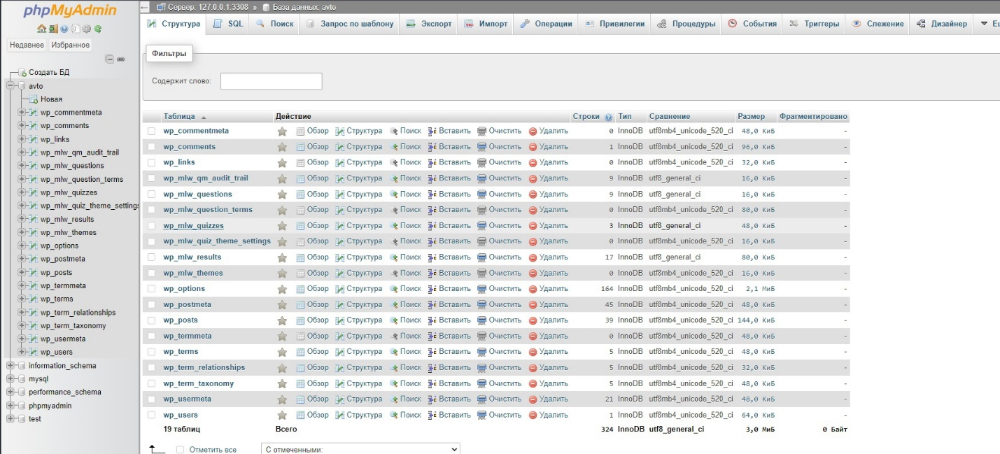 phpMyAdmin
Недавнее Избранное
Создать БД
avto
Новая
wp_commentmeta
wp_comments
wp_links
wp_mlw_qm_audit_trail
wp_mlw_questions
wp_mlw_question_terms
wp_mlw_quizzes
wp_mlw_quiz_theme_settings
wp_mlw_results
wp_mlw_themes
wp_options
wp_postmeta
wp_posts
wp_termmeta
wp_terms
wp_term_relationships
wp_term_taxonomy
wp_usermeta
wp_users
information_schema
mysql
performance_schema
phpmyadmin
test
Сервер: 127.0.0.1:3308 » База данных: avto
Структура SQL Поиск Запрос по шаблону Экспорт Импорт Операции Привилегии Процедуры События Триггеры Слежение Дизайнер
Фильтры
Содержит слово:
Таблица Действие Строки Тип Сравнение Размер Фрагментировано
wp_commentmeta Обзор Структура Поиск Вставить Очистить Удалить 0 InnoDB utf8mb4_unicode_520_ci 48,0 КиБ -
wp_comments Обзор Структура Поиск Вставить Очистить Удалить 1 InnoDB utf8mb4_unicode_520_ci 96,0 КиБ -
wp_links Обзор Структура Поиск Вставить Очистить Удалить 0 InnoDB utf8mb4_unicode_520_ci 32,0 КиБ -
wp_mlw_qm_audit_trail Обзор Структура Поиск Вставить Очистить Удалить 9 InnoDB utf8_general_ci 16,0 КиБ -
wp_mlw_questions Обзор Структура Поиск Вставить Очистить Удалить 9 InnoDB utf8_general_ci 16,0 КиБ -
wp_mlw_question_terms Обзор Структура Поиск Вставить Очистить Удалить 0 InnoDB utf8mb4_unicode_520_ci 80,0 КиБ -
wp_mlw_quizzes Обзор Структура Поиск Вставить Очистить Удалить 3 InnoDB utf8_general_ci 48,0 КиБ -
wp_mlw_quiz_theme_settings Обзор Структура Поиск Вставить Очистить Удалить 0 InnoDB utf8mb4_unicode_520_ci 16,0 КиБ -
wp_mlw_results Обзор Структура Поиск Вставить Очистить Удалить 17 InnoDB utf8_general_ci 80,0 КиБ -
wp_mlw_themes Обзор Структура Поиск Вставить Очистить Удалить 0 InnoDB utf8mb4_unicode_520_ci 16,0 КиБ -
wp_options Обзор Структура Поиск Вставить Очистить Удалить 164 InnoDB utf8mb4_unicode_520_ci 2,1 МиБ -
wp_postmeta Обзор Структура Поиск Вставить Очистить Удалить 45 InnoDB utf8mb4_unicode_520_ci 48,0 КиБ -
wp_posts Обзор Структура Поиск Вставить Очистить Удалить 39 InnoDB utf8mb4_unicode_520_ci 144,0 КиБ -
wp_termmeta Обзор Структура Поиск Вставить Очистить Удалить 0 InnoDB utf8mb4_unicode_520_ci 48,0 КиБ -
wp_terms Обзор Структура Поиск Вставить Очистить Удалить 5 InnoDB utf8mb4_unicode_520_ci 48,0 КиБ -
wp_term_relationships Обзор Структура Поиск Вставить Очистить Удалить 5 InnoDB utf8mb4_unicode_520_ci 32,0 КиБ -
wp_term_taxonomy Обзор Структура Поиск Вставить Очистить Удалить 5 InnoDB utf8mb4_unicode_520_ci 48,0 КиБ -
wp_usermeta Обзор Структура Поиск Вставить Очистить Удалить 21 InnoDB utf8mb4_unicode_520_ci 48,0 КиБ -
wp_users Обзор Структура Поиск Вставить Очистить Удалить 1 InnoDB utf8mb4_unicode_520_ci 64,0 КиБ -
19 таблиц Всего 324 InnoDB utf8_general_ci 3,0 МиБ 0 Байт
Отметить все С отмеченными: